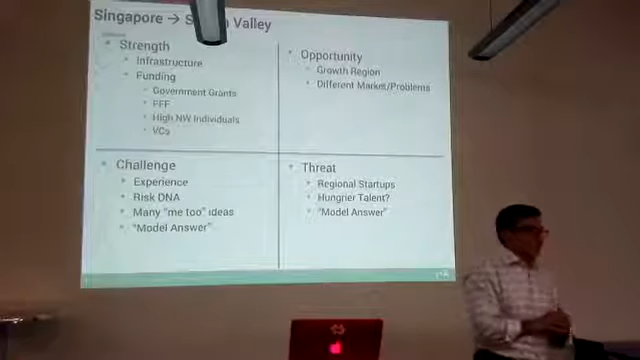 Singapore → S Valley
Strength
Infrastructure
Funding
Government Grants
FFF
High NW Individuals
VCs
Opportunity
Growth Region
Different Market/Problems
Challenge
Experience
Risk DNA
Many "me too" ideas
"Model Answer"
Threat
Regional Startups
Hungrier Talent?
"Model Answer"